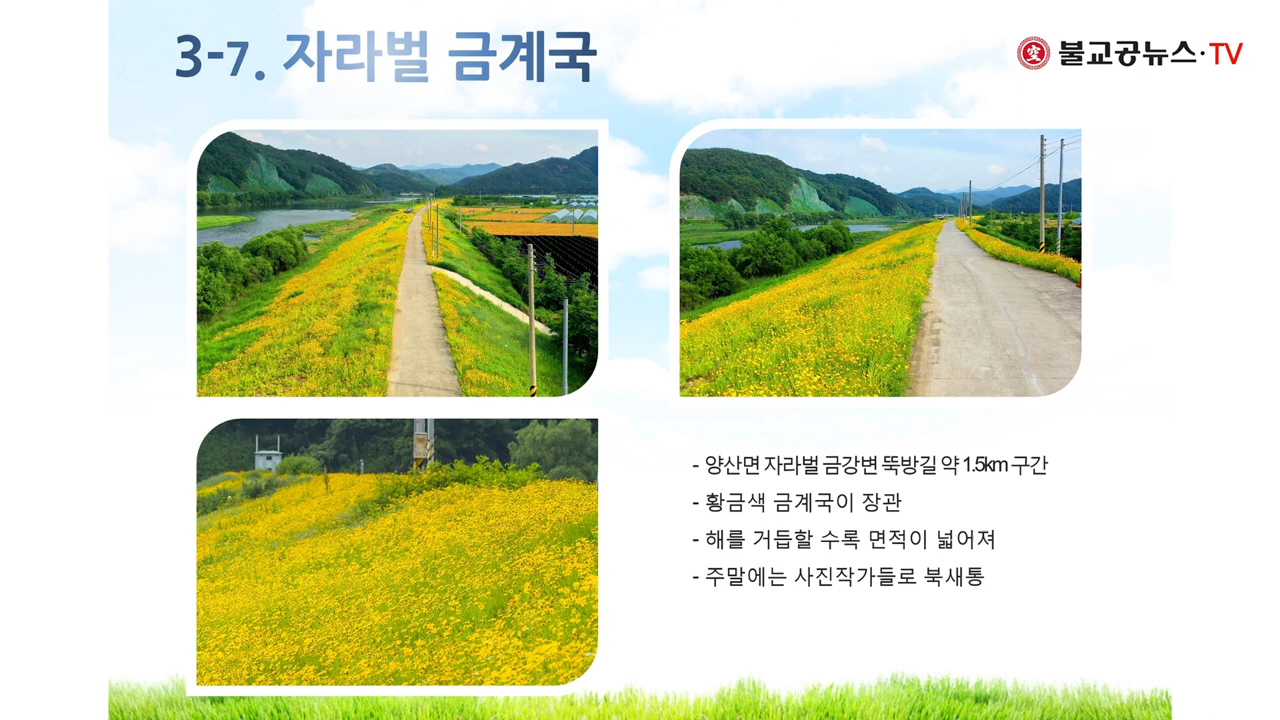 3-7. 자라벌 금계국
空 불교공뉴스·TV
- 양산면 자라벌 금강변 뚝방길 약 1.5km 구간
- 황금색 금계국이 장관
- 해를 거듭할 수록 면적이 넓어져
- 주말에는 사진작가들로 북새통